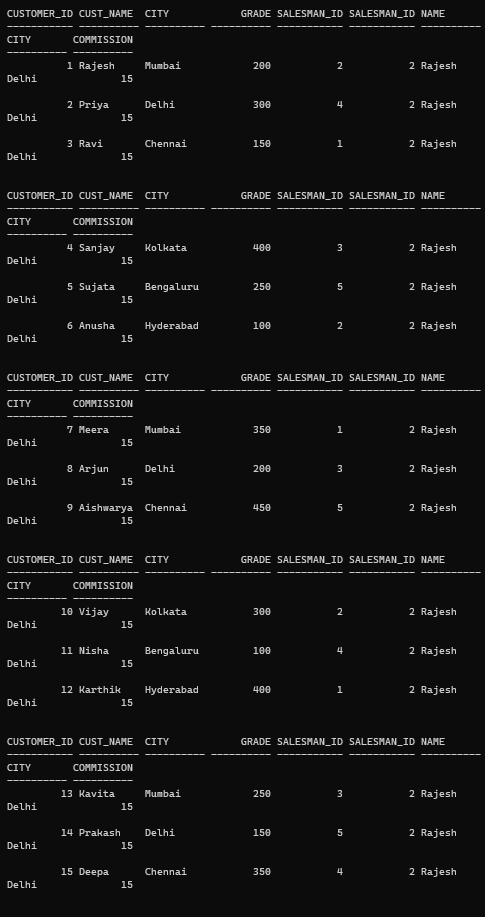 CUSTOMER_ID CUST_NAME  CITY            GRADE SALESMAN_ID SALESMAN_ID NAME
----------- ---------- ---------- ---------- ----------- ----------- ----------
CITY       COMMISSION
---------- ----------
          1 Rajesh     Mumbai            200           2           2 Rajesh
Delhi              15
          2 Priya      Delhi             300           4           2 Rajesh
Delhi              15
          3 Ravi       Chennai           150           1           2 Rajesh
Delhi              15
CUSTOMER_ID CUST_NAME  CITY            GRADE SALESMAN_ID SALESMAN_ID NAME
----------- ---------- ---------- ---------- ----------- ----------- ----------
CITY       COMMISSION
---------- ----------
          4 Sanjay     Kolkata           400           3           2 Rajesh
Delhi              15
          5 Sujata     Bengaluru         250           5           2 Rajesh
Delhi              15
          6 Anusha     Hyderabad         100           2           2 Rajesh
Delhi              15
CUSTOMER_ID CUST_NAME  CITY            GRADE SALESMAN_ID SALESMAN_ID NAME
----------- ---------- ---------- ---------- ----------- ----------- ----------
CITY       COMMISSION
---------- ----------
          7 Meera      Mumbai            350           1           2 Rajesh
Delhi              15
          8 Arjun      Delhi             200           3           2 Rajesh
Delhi              15
          9 Aishwarya  Chennai           450           5           2 Rajesh
Delhi              15
CUSTOMER_ID CUST_NAME  CITY            GRADE SALESMAN_ID SALESMAN_ID NAME
----------- ---------- ---------- ---------- ----------- ----------- ----------
CITY       COMMISSION
---------- ----------
         10 Vijay      Kolkata           300           2           2 Rajesh
Delhi              15
         11 Nisha      Bengaluru         100           4           2 Rajesh
Delhi              15
         12 Karthik    Hyderabad         400           1           2 Rajesh
Delhi              15
CUSTOMER_ID CUST_NAME  CITY            GRADE SALESMAN_ID SALESMAN_ID NAME
----------- ---------- ---------- ---------- ----------- ----------- ----------
CITY       COMMISSION
---------- ----------
         13 Kavita     Mumbai            250           3           2 Rajesh
Delhi              15
         14 Prakash    Delhi             150           5           2 Rajesh
Delhi              15
         15 Deepa      Chennai           350           4           2 Rajesh
Delhi              15